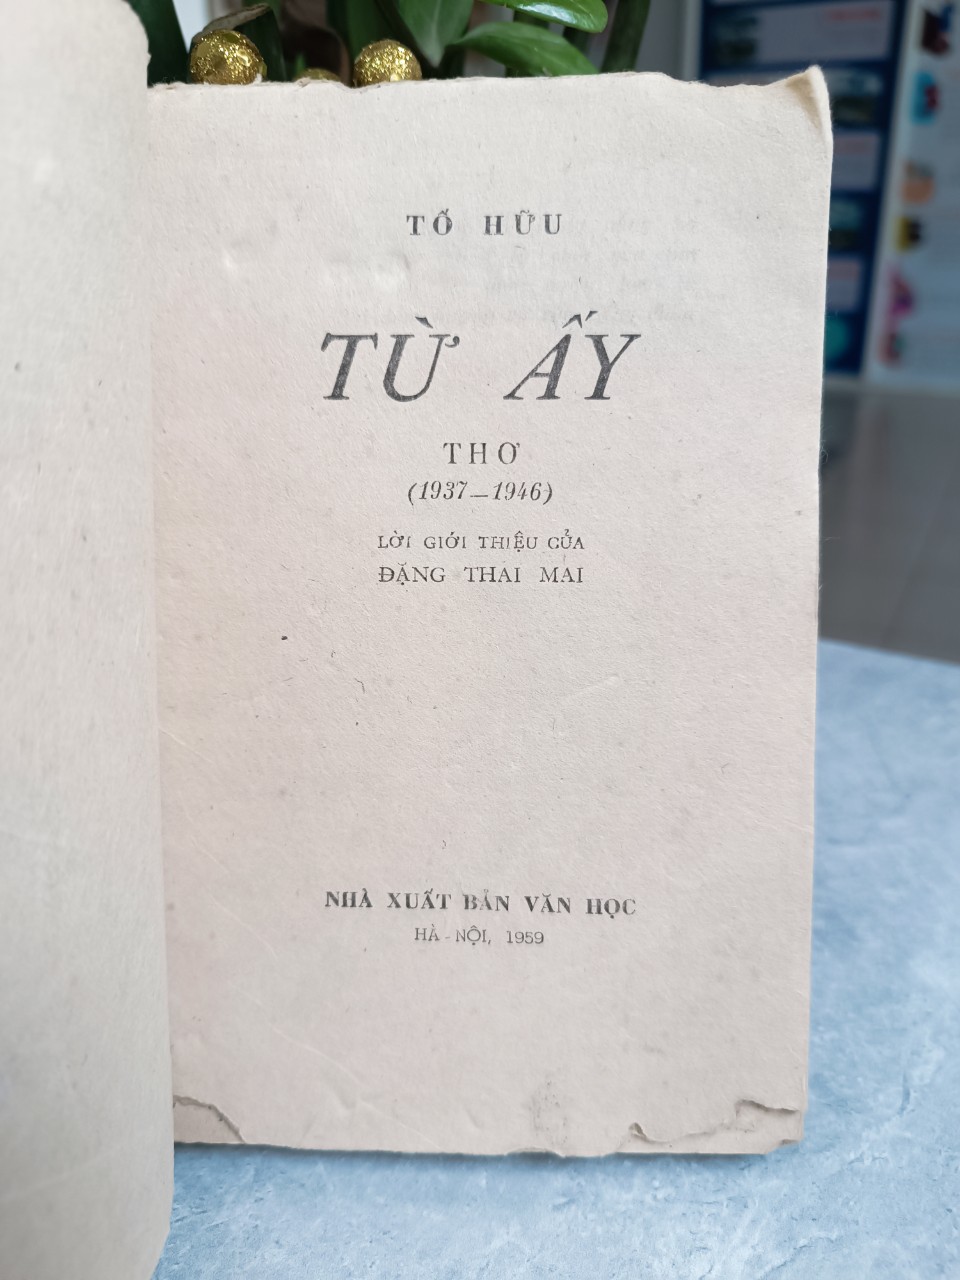 TỐ HỮU
TỪ ẤY
THƠ
(1937—1946)
LỜI GIỚI THIỆU CỦA
ĐẶNG THAI MAI
NHÀ XUẤT BẢN VĂN HỌC
HÀ-NỘI, 1959